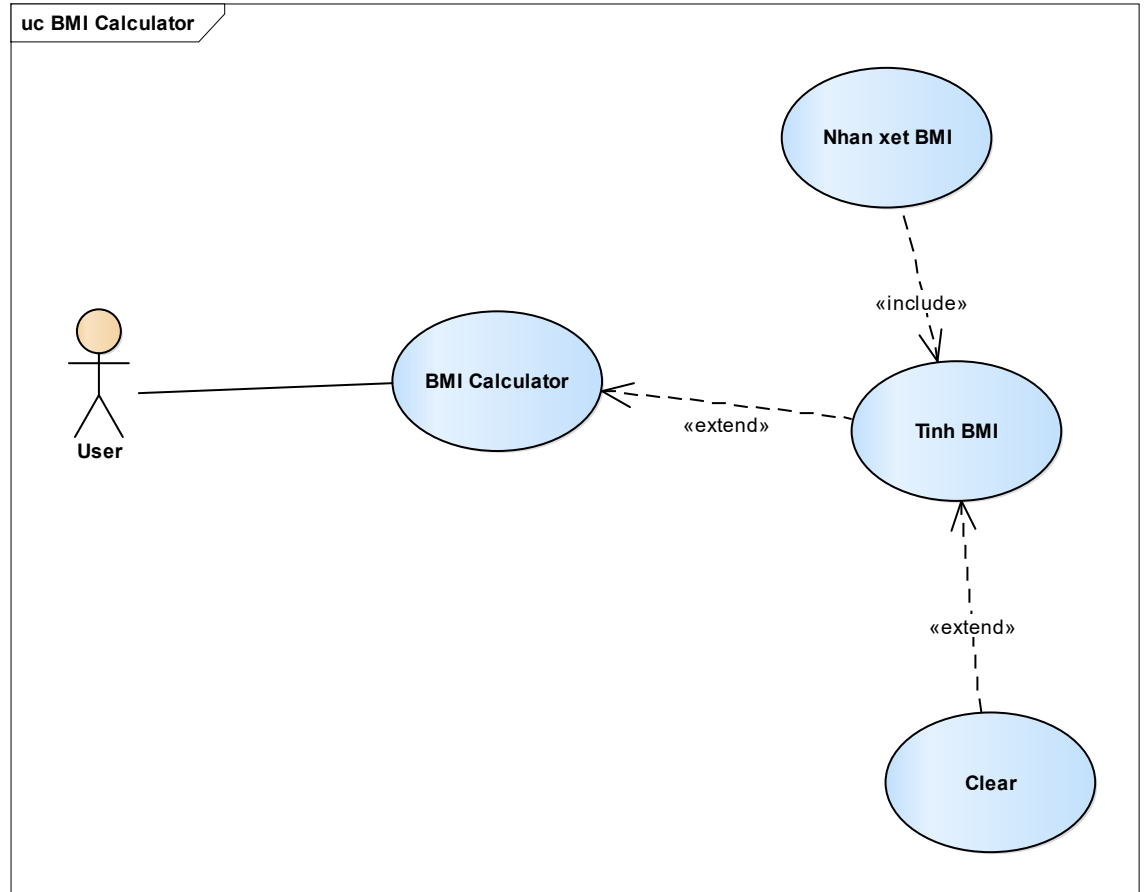 uc BMI Calculator
Nhan xet BMI
«include»
BMI Calculator
«extend»
Tinh BMI
User
«extend»
Clear